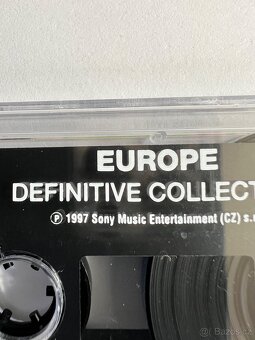 EUROPE
DEFINITIVE COLLECT
℗ 1997 Sony Music Entertainment (CZ) s.r